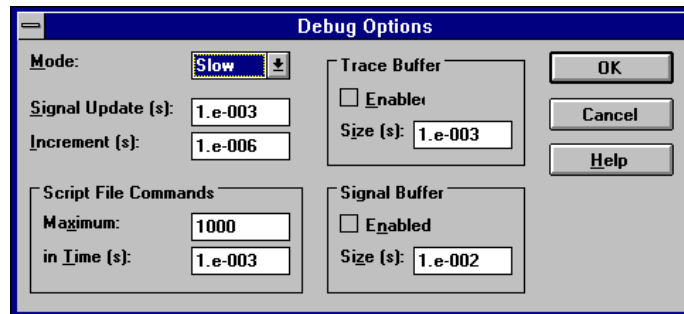 Debug Options
Mode:
Slow
Signal Update (s):
1.e-003
Increment (s):
1.e-006
Script File Commands
Maximum:
1000
in Time (s):
1.e-003
Trace Buffer
Enable
Size (s):
1.e-003
Signal Buffer
Enabled
Size (s):
1.e-002
OK
Cancel
Help